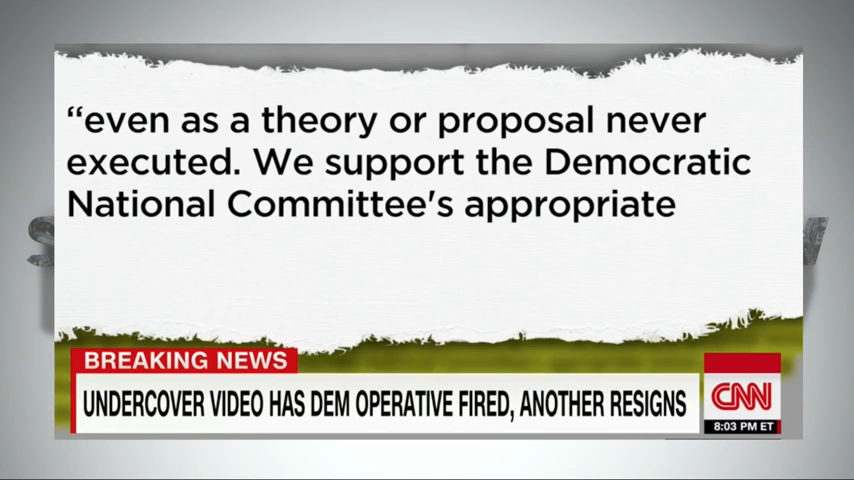 “even as a theory or proposal never
executed. We support the Democratic
National Committee's appropriate
BREAKING NEWS
UNDERCOVER VIDEO HAS DEM OPERATIVE FIRED, ANOTHER RESIGNS
CNN
8:03 PM ET